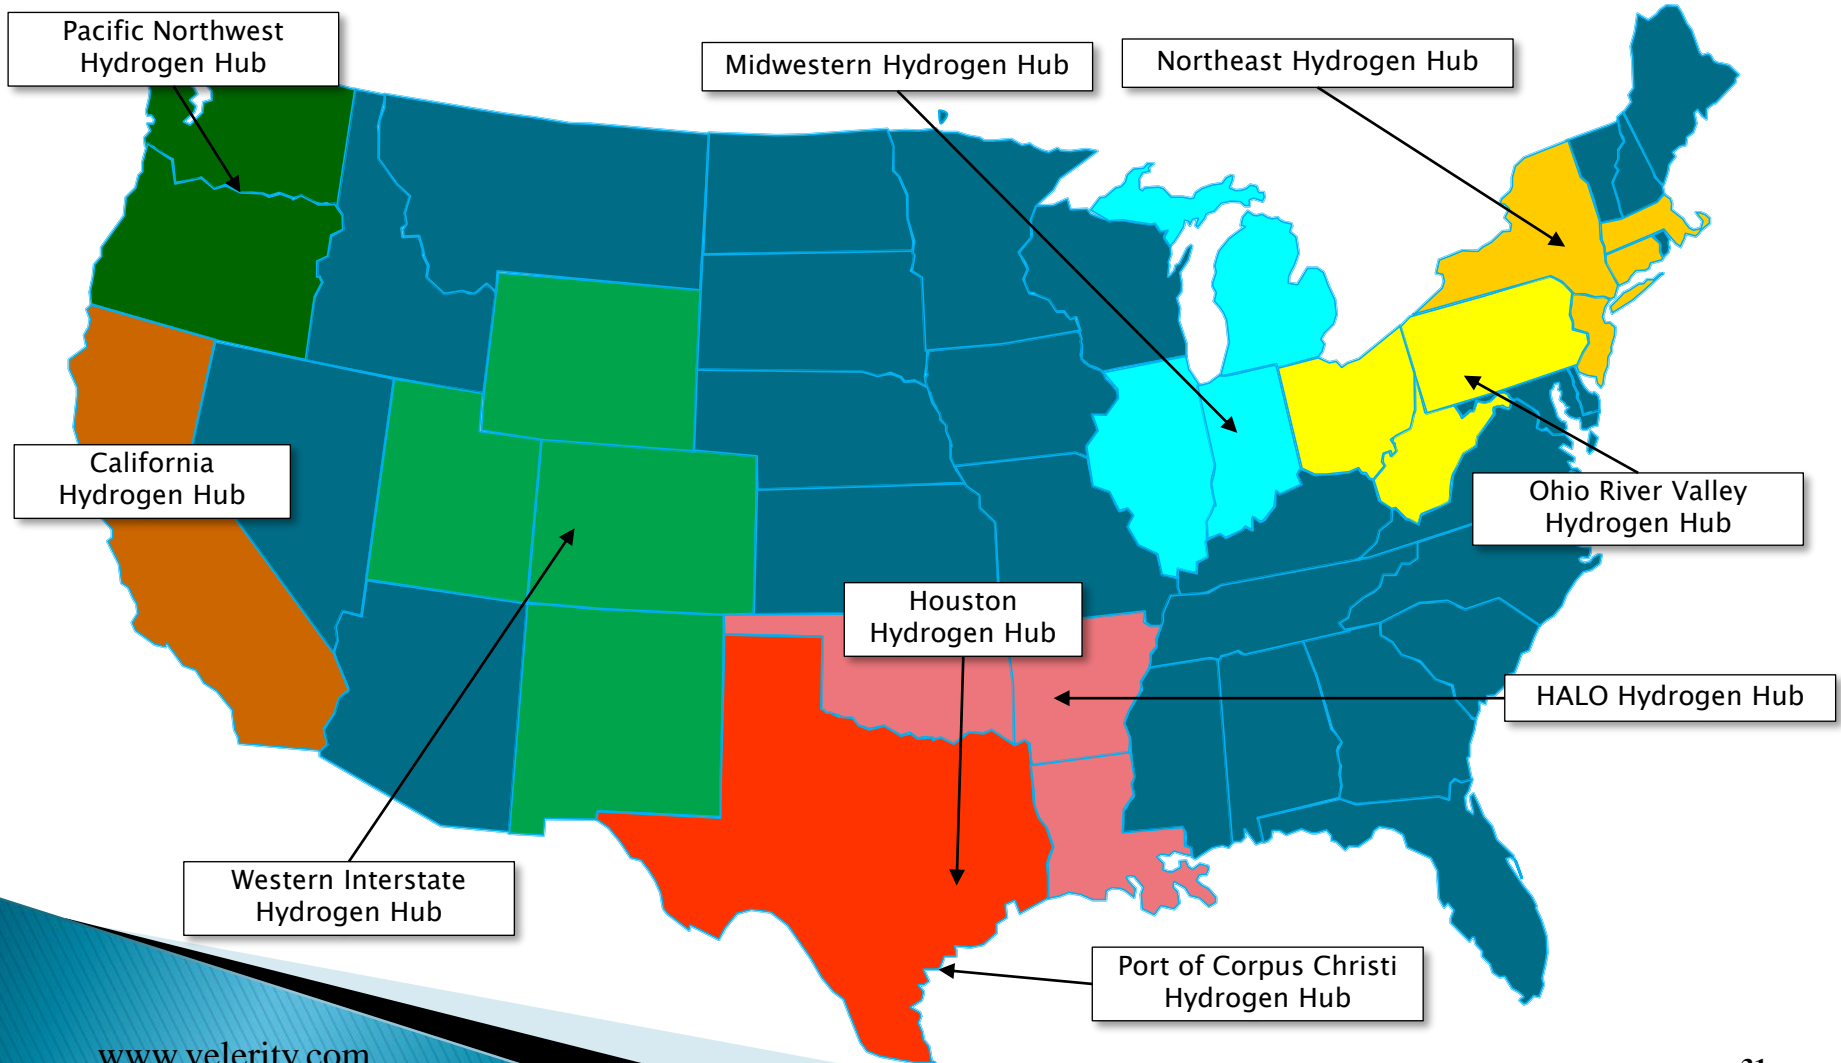 Pacific Northwest
Hydrogen Hub
Midwestern Hydrogen Hub
Northeast Hydrogen Hub
California
Hydrogen Hub
Ohio River Valley
Hydrogen Hub
Houston
Hydrogen Hub
HALO Hydrogen Hub
Western Interstate
Hydrogen Hub
Port of Corpus Christi
Hydrogen Hub
www.velerity.com